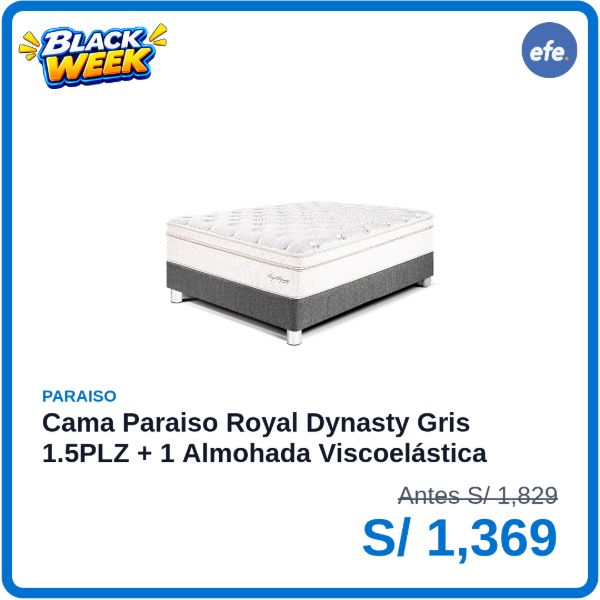 BLACK
WEEK
efe.
PARAISO
Cama Paraiso Royal Dynasty Gris
1.5PLZ + 1 Almohada Viscoelástica
Antes S/ 1,829
S/ 1,369